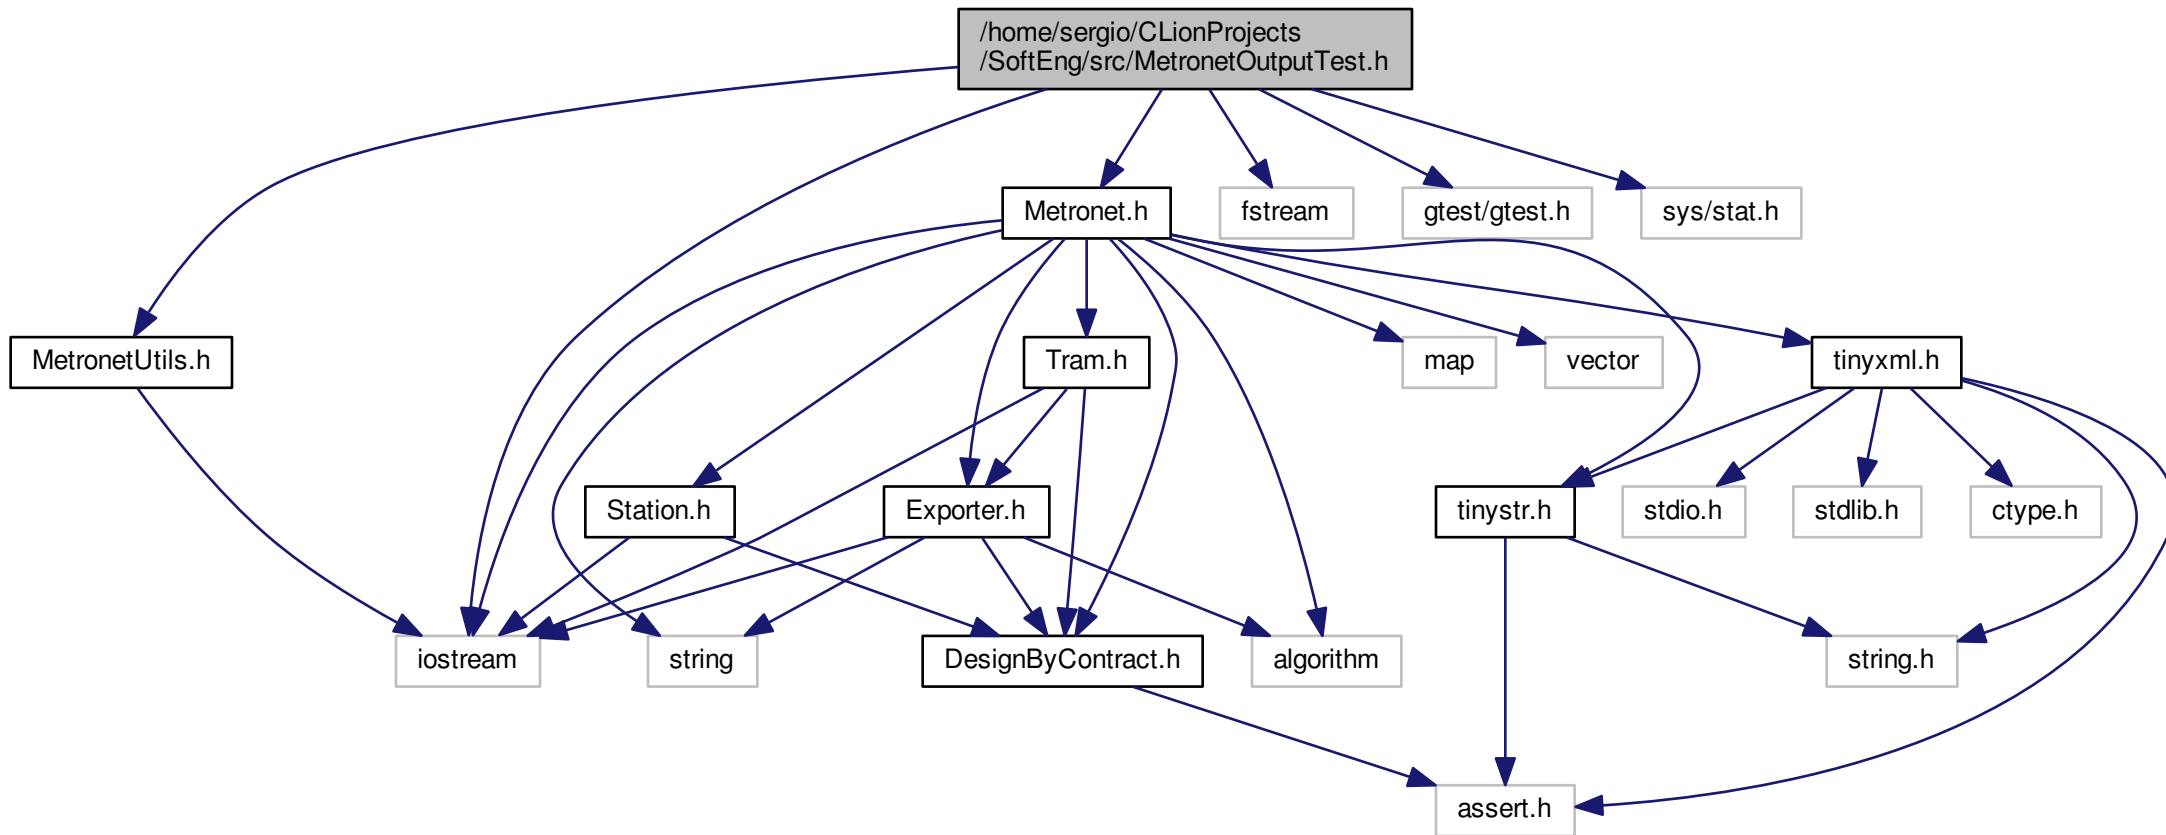 /home/sergio/CLionProjects
/SoftEng/src/MetronetOutputTest.h
Metronet.h
fstream
gtest/gtest.h
sys/stat.h
MetronetUtils.h
Tram.h
map
vector
tinyxml.h
Station.h
Exporter.h
tinystr.h
stdio.h
stdlib.h
ctype.h
iostream
string
DesignByContract.h
algorithm
string.h
assert.h